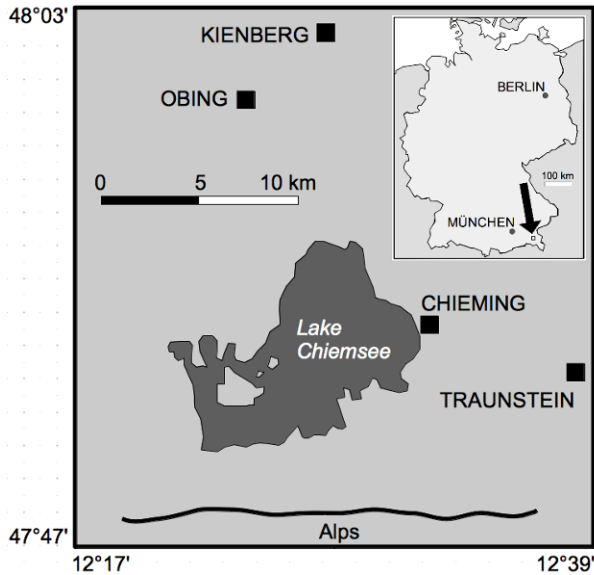 48°03'
KIENBERG
OBING
BERLIN
100 km
MÜNCHEN
0 5 10 km
CHIEMING
Lake
Chiemsee
TRAUNSTEIN
Alps
47°47'
12°17' 12°39'